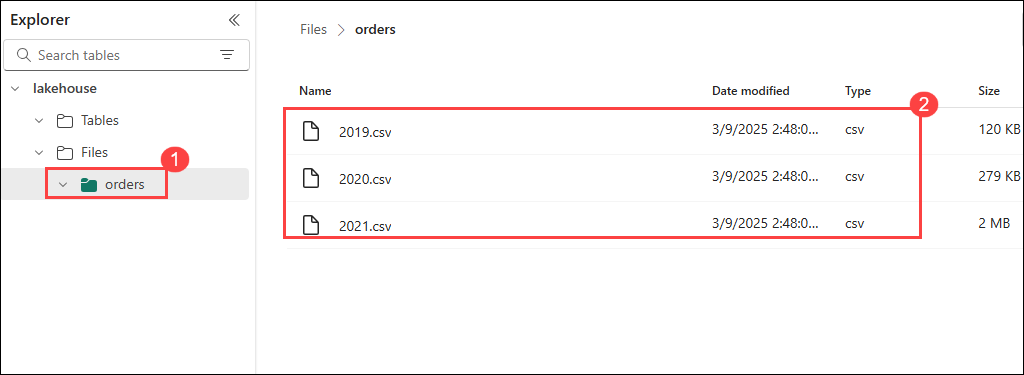 Explorer
Search tables
lakehouse
Tables
Files
1
orders
Files > orders
Name Date modified Type Size
2
2019.csv 3/9/2025 2:48:0... csv 120 KB
2020.csv 3/9/2025 2:48:0... csv 279 KB
2021.csv 3/9/2025 2:48:0... csv 2 MB